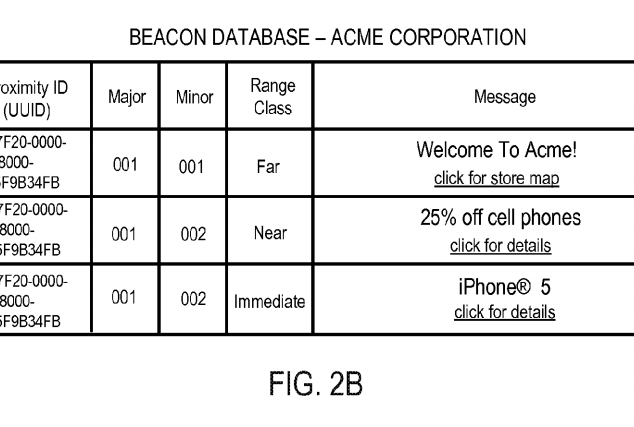 BEACON DATABASE – ACME CORPORATION
roximity ID
(UUID)
Major
Minor
Range
Class
Message
7F20-0000-
8000-
5F9B34FB
001
001
Far
Welcome To Acme!
click for store map
7F20-0000-
8000-
5F9B34FB
001
002
Near
25% off cell phones
click for details
7F20-0000-
8000-
5F9B34FB
001
002
Immediate
iPhone® 5
click for details
FIG. 2B